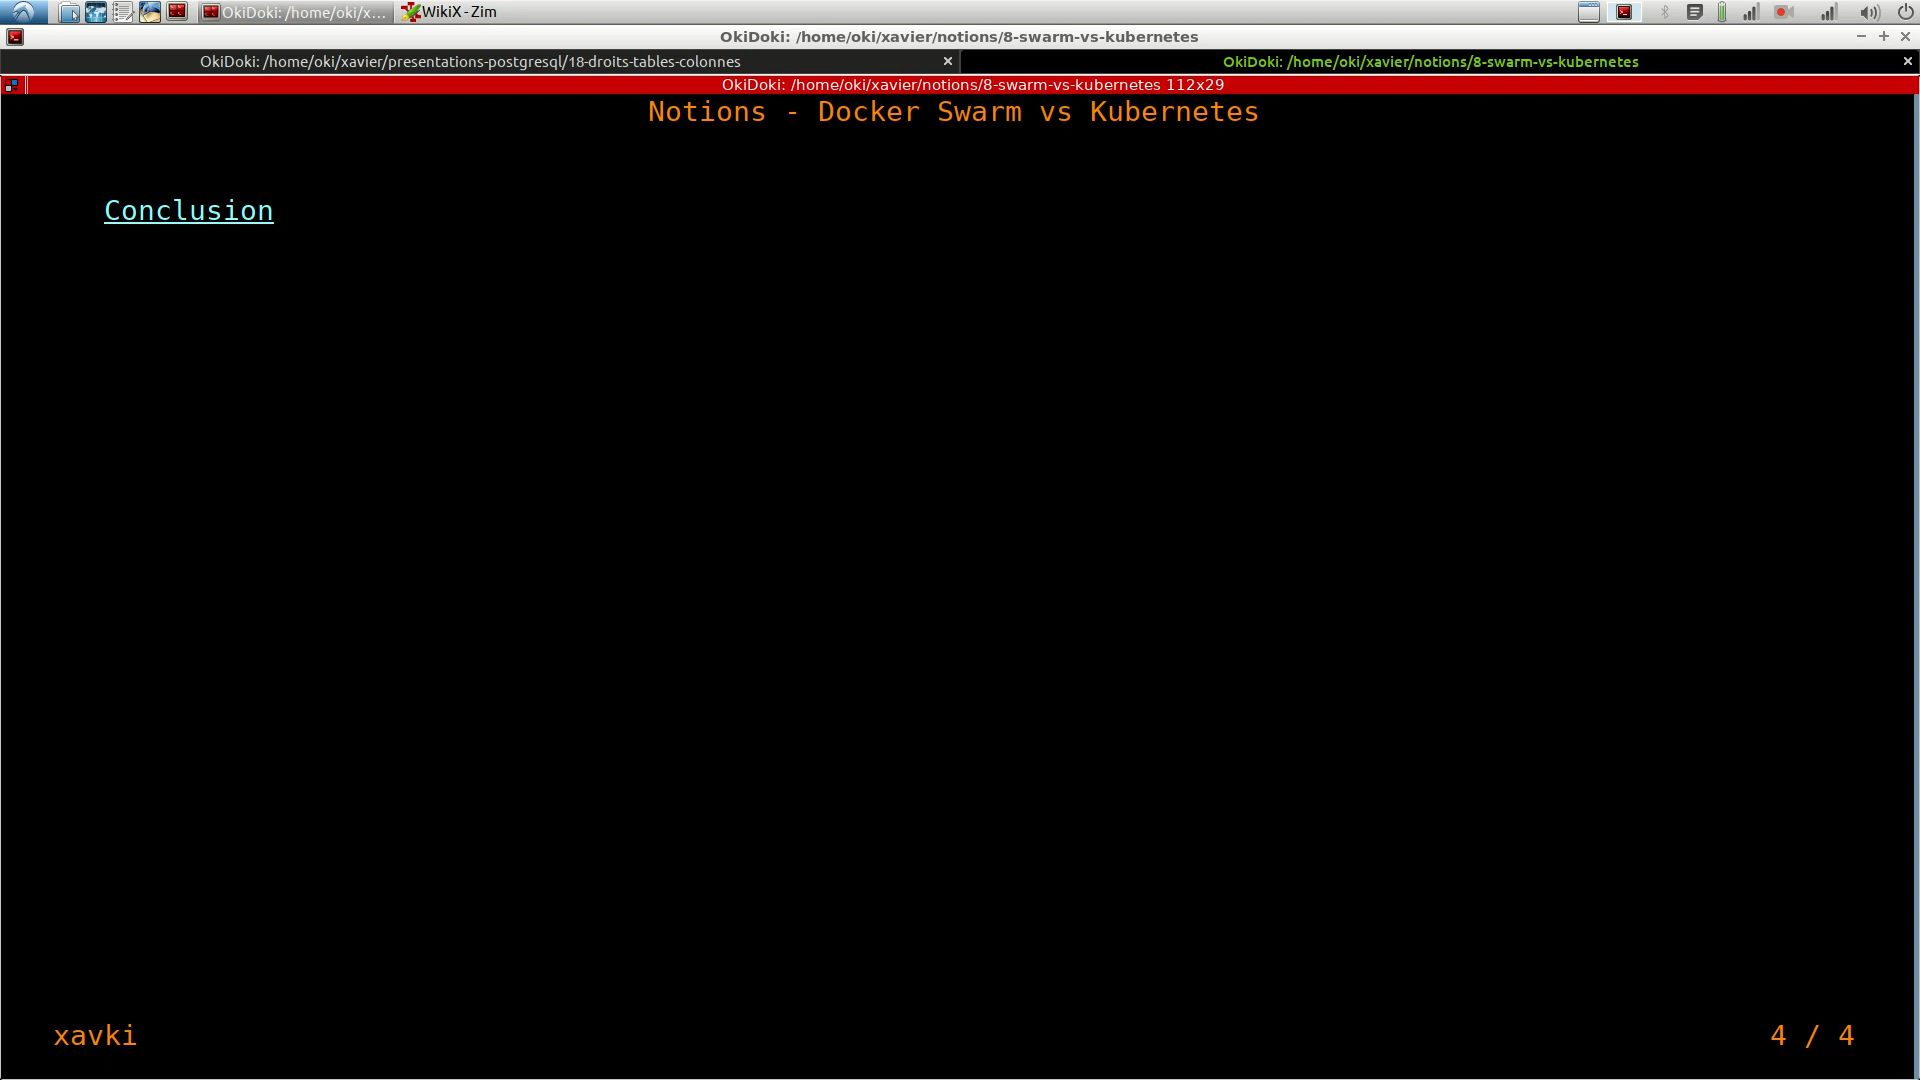 OkiDoki: /home/oki/x...
WikiX - Zim
OkiDoki: /home/oki/xavier/notions/8-swarm-vs-kubernetes
OkiDoki: /home/oki/xavier/presentations-postgresql/18-droits-tables-colonnes
OkiDoki: /home/oki/xavier/notions/8-swarm-vs-kubernetes
OkiDoki: /home/oki/xavier/notions/8-swarm-vs-kubernetes 112x29
Notions - Docker Swarm vs Kubernetes
Conclusion
xavki
4 / 4